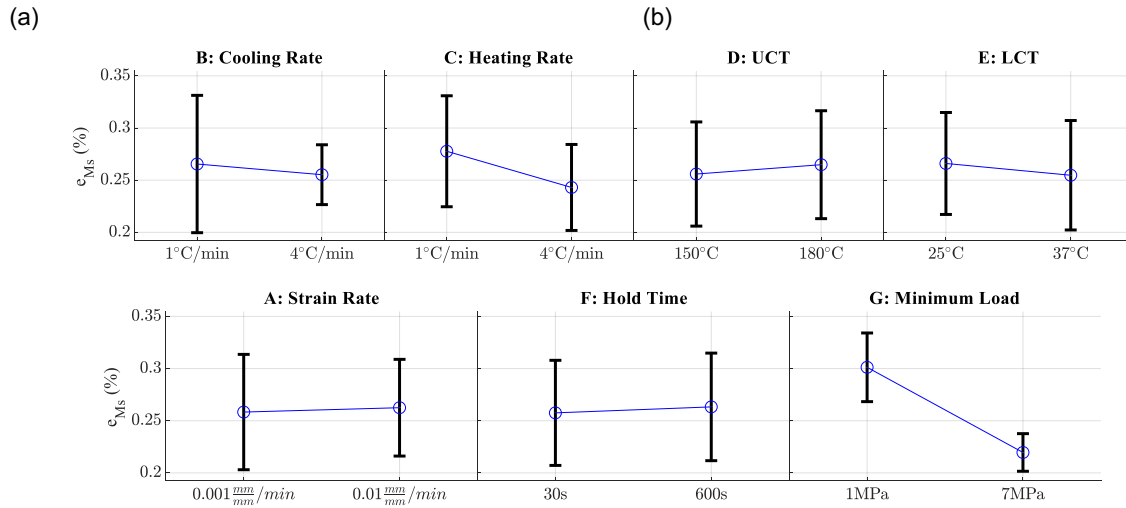 (a) (b)
B: Cooling Rate C: Heating Rate D: UCT E: LCT
0.35
0.3
0.25
0.2
e_Ms (%)
1°C/min 4°C/min 1°C/min 4°C/min 150°C 180°C 25°C 37°C
A: Strain Rate F: Hold Time G: Minimum Load
0.35
0.3
0.25
0.2
e_Ms (%)
0.001 mm/mm /min 0.01 mm/mm /min 30s 600s 1MPa 7MPa